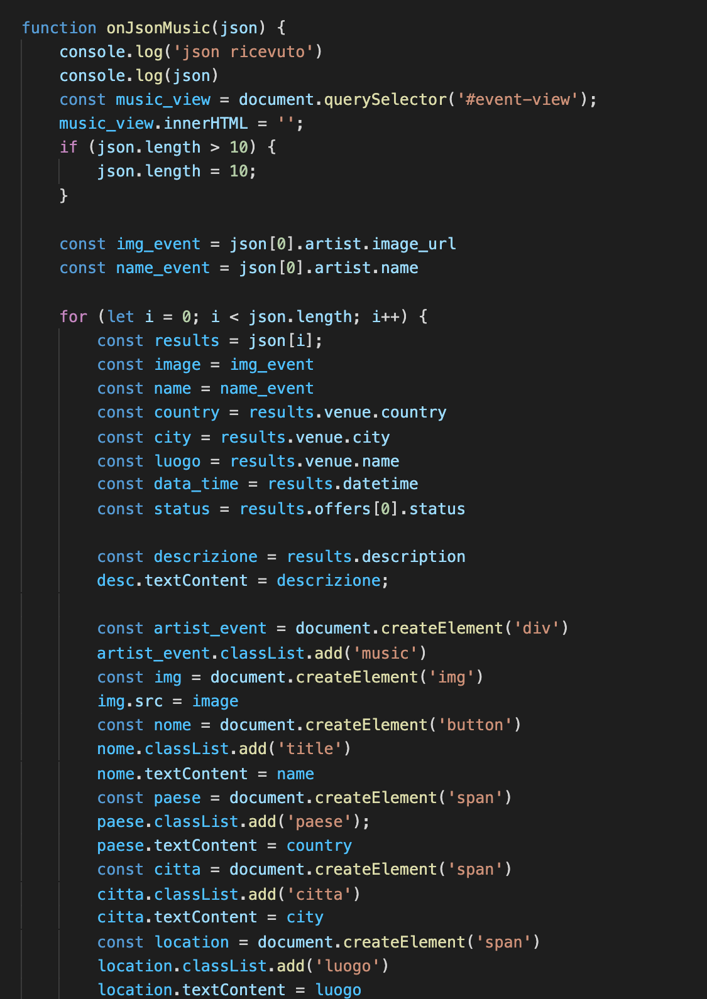 function onJsonMusic(json) {
    console.log('json ricevuto')
    console.log(json)
    const music_view = document.querySelector('#event-view');
    music_view.innerHTML = '';
    if (json.length > 10) {
        json.length = 10;
    }

    const img_event = json[0].artist.image_url
    const name_event = json[0].artist.name

    for (let i = 0; i < json.length; i++) {
        const results = json[i];
        const image = img_event
        const name = name_event
        const country = results.venue.country
        const city = results.venue.city
        const luogo = results.venue.name
        const data_time = results.datetime
        const status = results.offers[0].status

        const descrizione = results.description
        desc.textContent = descrizione;

        const artist_event = document.createElement('div')
        artist_event.classList.add('music')
        const img = document.createElement('img')
        img.src = image
        const nome = document.createElement('button')
        nome.classList.add('title')
        nome.textContent = name
        const paese = document.createElement('span')
        paese.classList.add('paese');
        paese.textContent = country
        const citta = document.createElement('span')
        citta.classList.add('citta')
        citta.textContent = city
        const location = document.createElement('span')
        location.classList.add('luogo')
        location.textContent = luogo